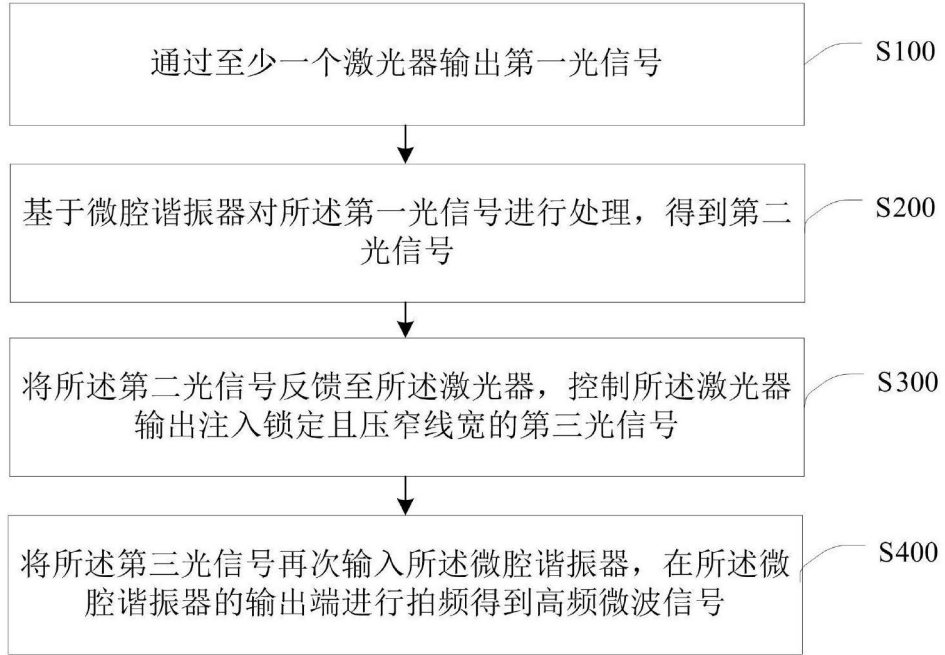 通过至少一个激光器输出第一光信号
S100
基于微腔谐振器对所述第一光信号进行处理，得到第二
光信号
S200
将所述第二光信号反馈至所述激光器，控制所述激光器
输出注入锁定且压窄线宽的第三光信号
S300
将所述第三光信号再次输入所述微腔谐振器，在所述微
腔谐振器的输出端进行拍频得到高频微波信号
S400